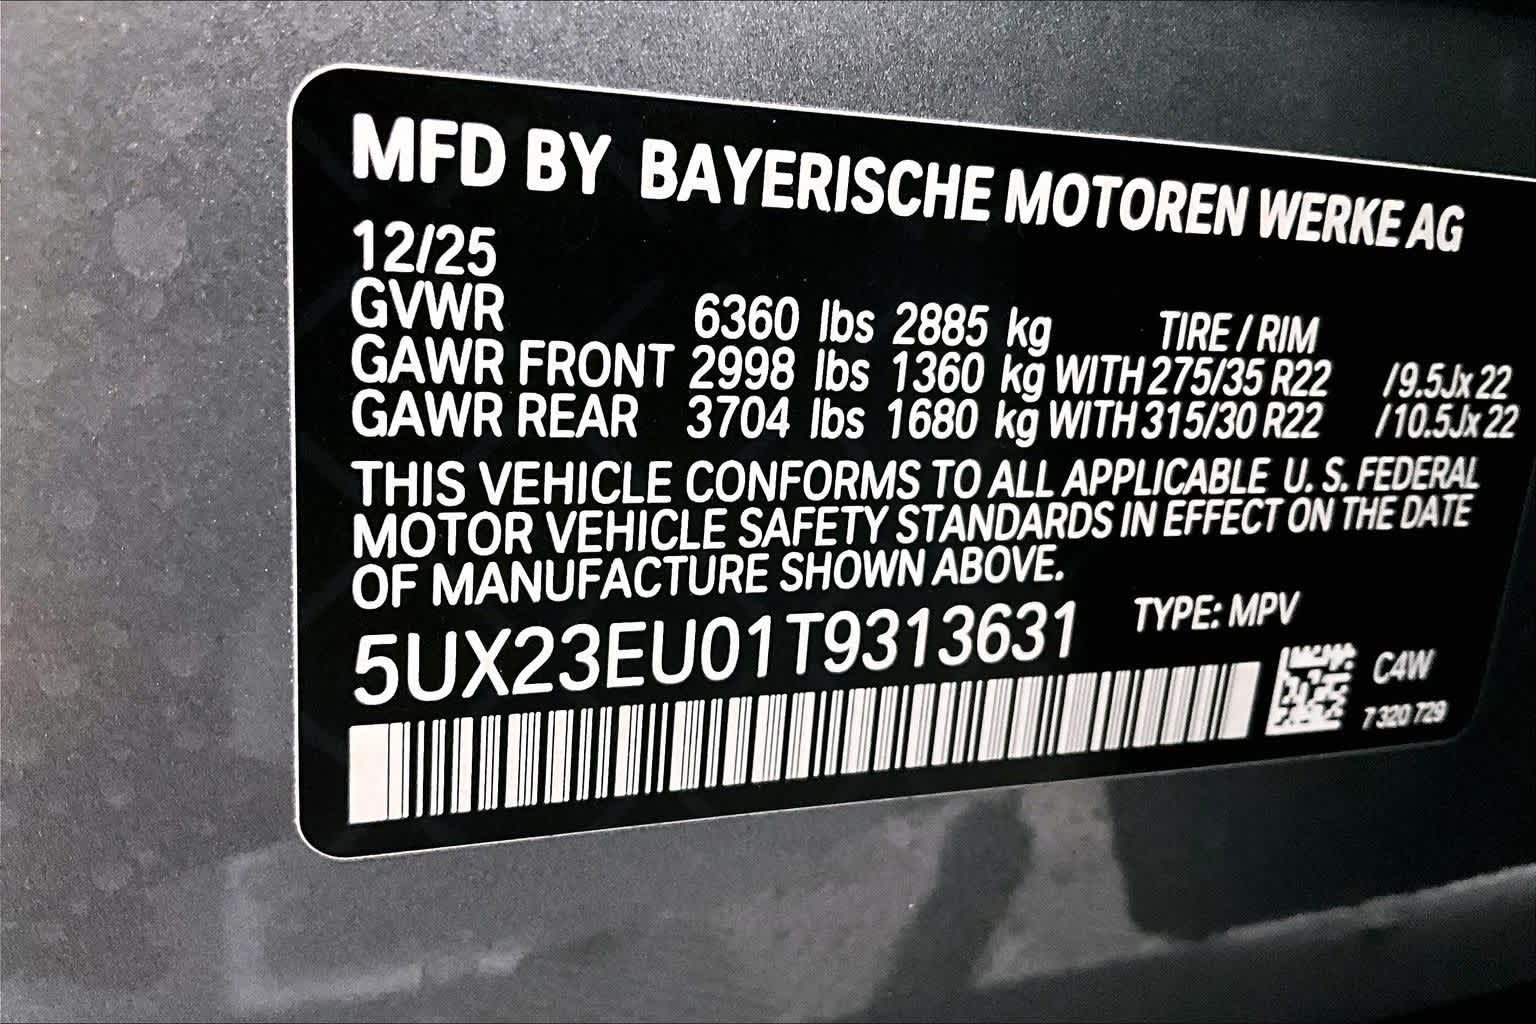 MFD BY BAYERISCHE MOTOREN WERKE AG
12/25
GVWR 6360 lbs 2885 kg TIRE / RIM
GAWR FRONT 2998 lbs 1360 kg WITH 275/35 R22 /9.5Jx22
GAWR REAR 3704 lbs 1680 kg WITH 315/30 R22 /10.5Jx22
THIS VEHICLE CONFORMS TO ALL APPLICABLE U. S. FEDERAL
MOTOR VEHICLE SAFETY STANDARDS IN EFFECT ON THE DATE
OF MANUFACTURE SHOWN ABOVE.
5UX23EU01T9313631 TYPE: MPV
C4W
7 320 729